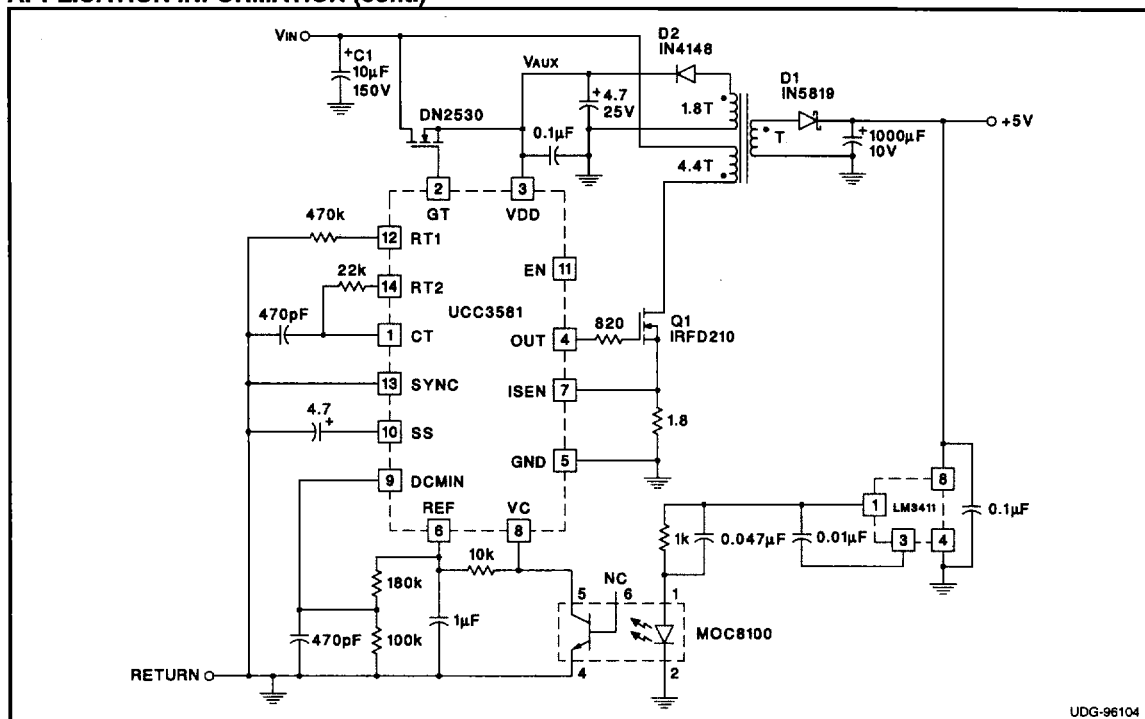 APPLICATION INFORMATION (cont.)
VIN
+C1
10µF
150V
VAUX
D2
IN4148
D1
IN5819
DN2530
+4.7
25V
1.8T
T
+1000µF
10V
+5V
0.1µF
4.4T
2
3
GT
VDD
470k
12
RT1
EN
11
22k
14
RT2
470pF
UCC3581
1
CT
OUT
4
820
Q1
IRFD210
13
SYNC
ISEN
7
4.7
+
10
SS
1.8
GND
5
9
DCMIN
REF
VC
6
8
8
1
LM3411
0.1µF
3
4
1k
0.047µF
0.01µF
10k
180k
NC
5
6
1
1µF
MOC8100
470pF
100k
4
2
RETURN
UDG-96104